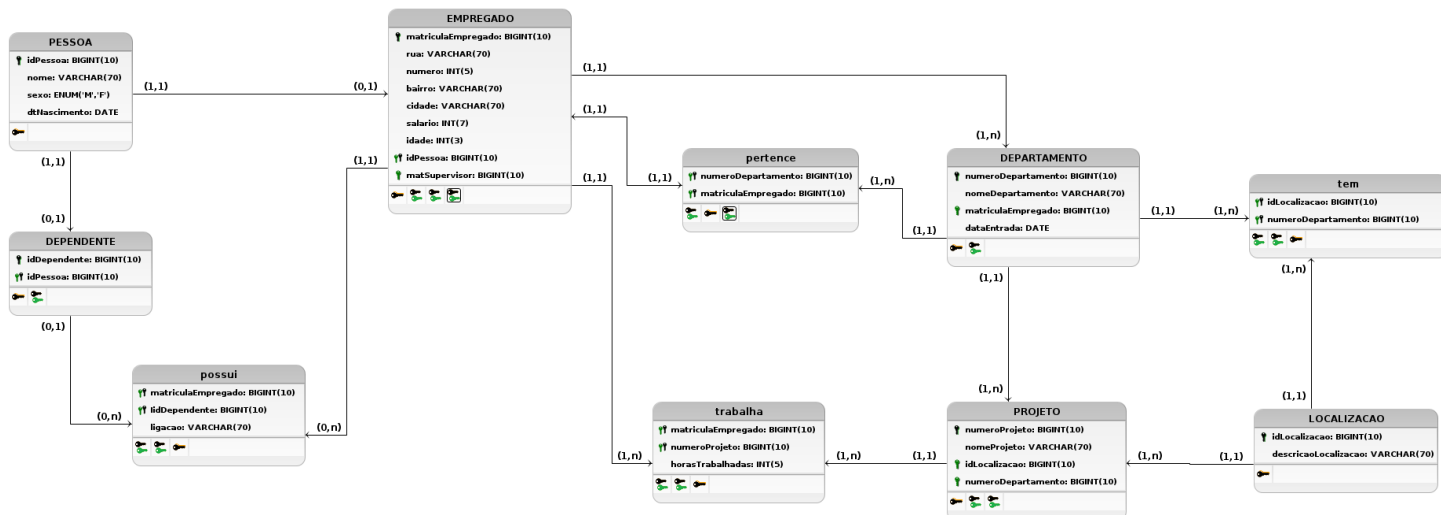 PESSOA
idPessoa: BIGINT(10)
nome: VARCHAR(70)
sexo: ENUM('M','F')
dtNascimento: DATE
(1,1)
(0,1)
(1,1)
(0,1)
EMPREGADO
matriculaEmpregado: BIGINT(10)
rua: VARCHAR(70)
numero: INT(5)
bairro: VARCHAR(70)
cidade: VARCHAR(70)
salario: INT(7)
idade: INT(3)
idPessoa: BIGINT(10)
matSupervisor: BIGINT(10)
(1,1)
(1,1)
(1,1)
(1,1)
(1,n)
(1,1)
pertence
numeroDepartamento: BIGINT(10)
matriculaEmpregado: BIGINT(10)
(1,n)
(1,1)
DEPARTAMENTO
numeroDepartamento: BIGINT(10)
nomeDepartamento: VARCHAR(70)
matriculaEmpregado: BIGINT(10)
dataEntrada: DATE
(1,1)
(1,n)
(1,1)
(1,n)
tem
idLocalizacao: BIGINT(10)
numeroDepartamento: BIGINT(10)
(1,n)
(1,1)
DEPENDENTE
idDependente: BIGINT(10)
idPessoa: BIGINT(10)
(0,1)
(0,n)
(0,n)
possui
matriculaEmpregado: BIGINT(10)
lidDependente: BIGINT(10)
ligacao: VARCHAR(70)
trabalha
matriculaEmpregado: BIGINT(10)
numeroProjeto: BIGINT(10)
horasTrabalhadas: INT(5)
(1,n)
(1,n)
(1,1)
PROJETO
numeroProjeto: BIGINT(10)
nomeProjeto: VARCHAR(70)
idLocalizacao: BIGINT(10)
numeroDepartamento: BIGINT(10)
(1,n)
(1,1)
LOCALIZACAO
idLocalizacao: BIGINT(10)
descricaoLocalizacao: VARCHAR(70)